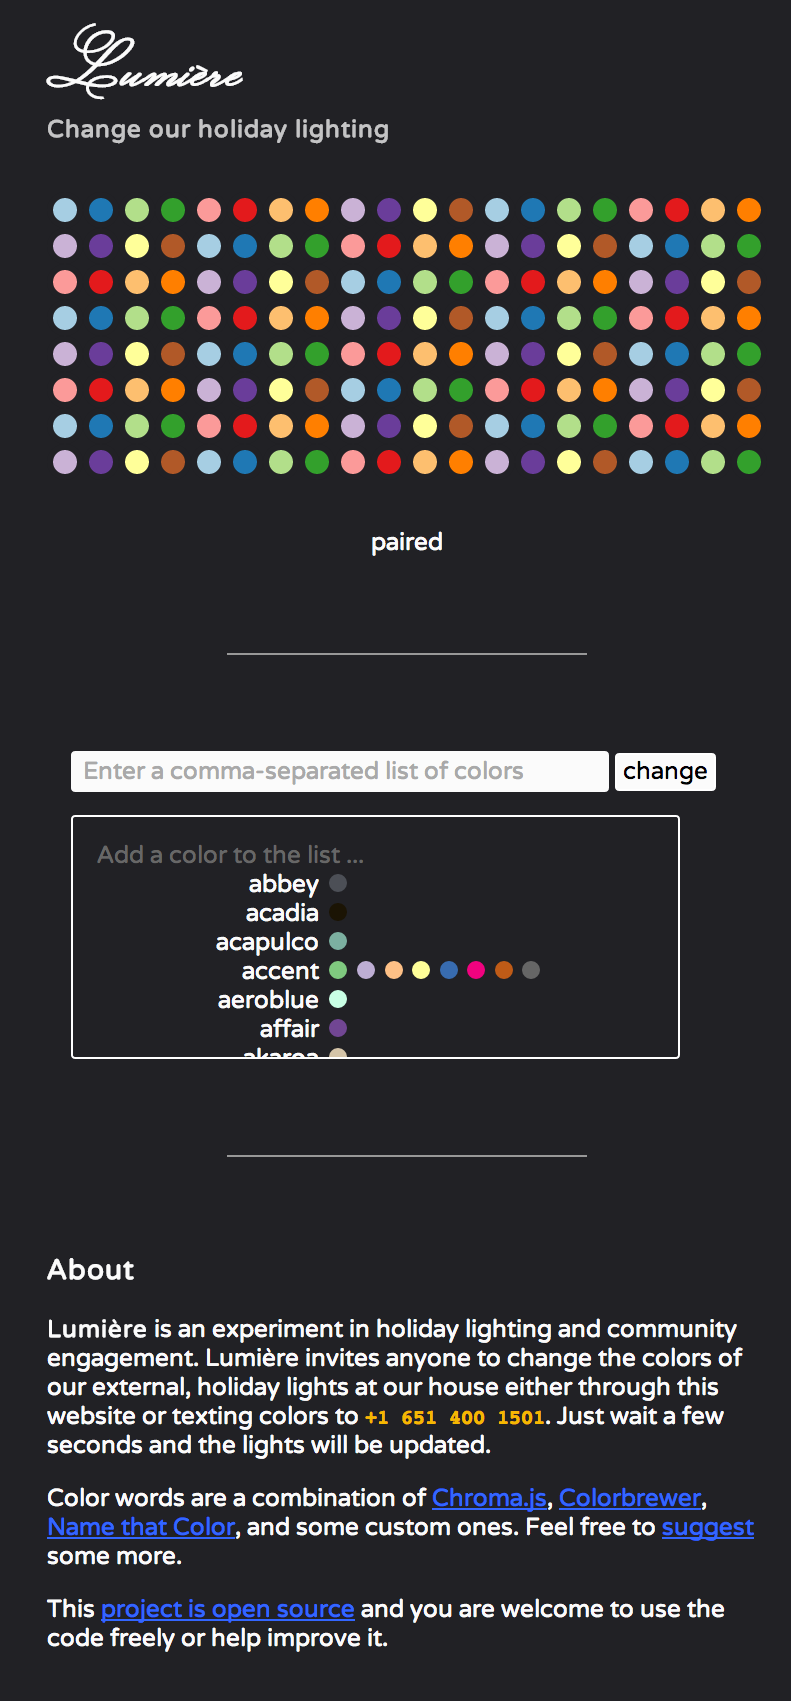 Lumière
Change our holiday lighting
paired
Enter a comma-separated list of colors
change
Add a color to the list ...
abbey
acadia
acapulco
accent
aeroblue
affair
akaroa
About
Lumière is an experiment in holiday lighting and community
engagement. Lumière invites anyone to change the colors of
our external, holiday lights at our house either through this
website or texting colors to +1 651 400 1501. Just wait a few
seconds and the lights will be updated.
Color words are a combination of Chroma.js, Colorbrewer,
Name that Color, and some custom ones. Feel free to suggest
some more.
This project is open source and you are welcome to use the
code freely or help improve it.